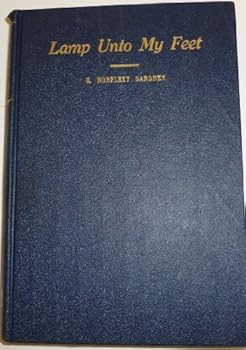 Lamp Unto My Feet
E. NORFLEET GARDNER